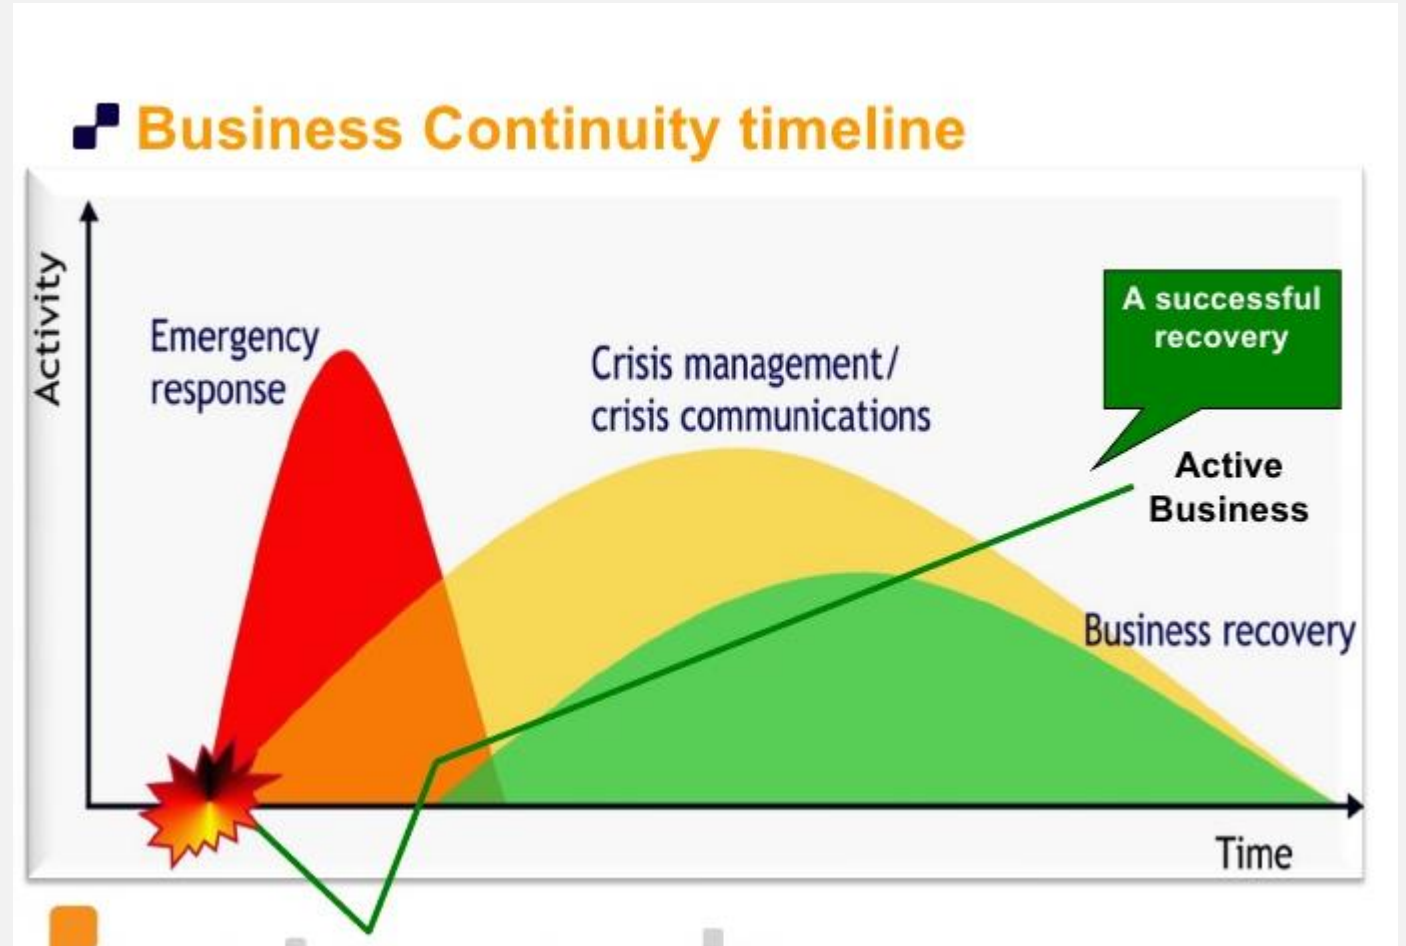 Business Continuity timeline
Activity
Emergency
response
Crisis management/
crisis communications
A successful
recovery
Active
Business
Business recovery
Time